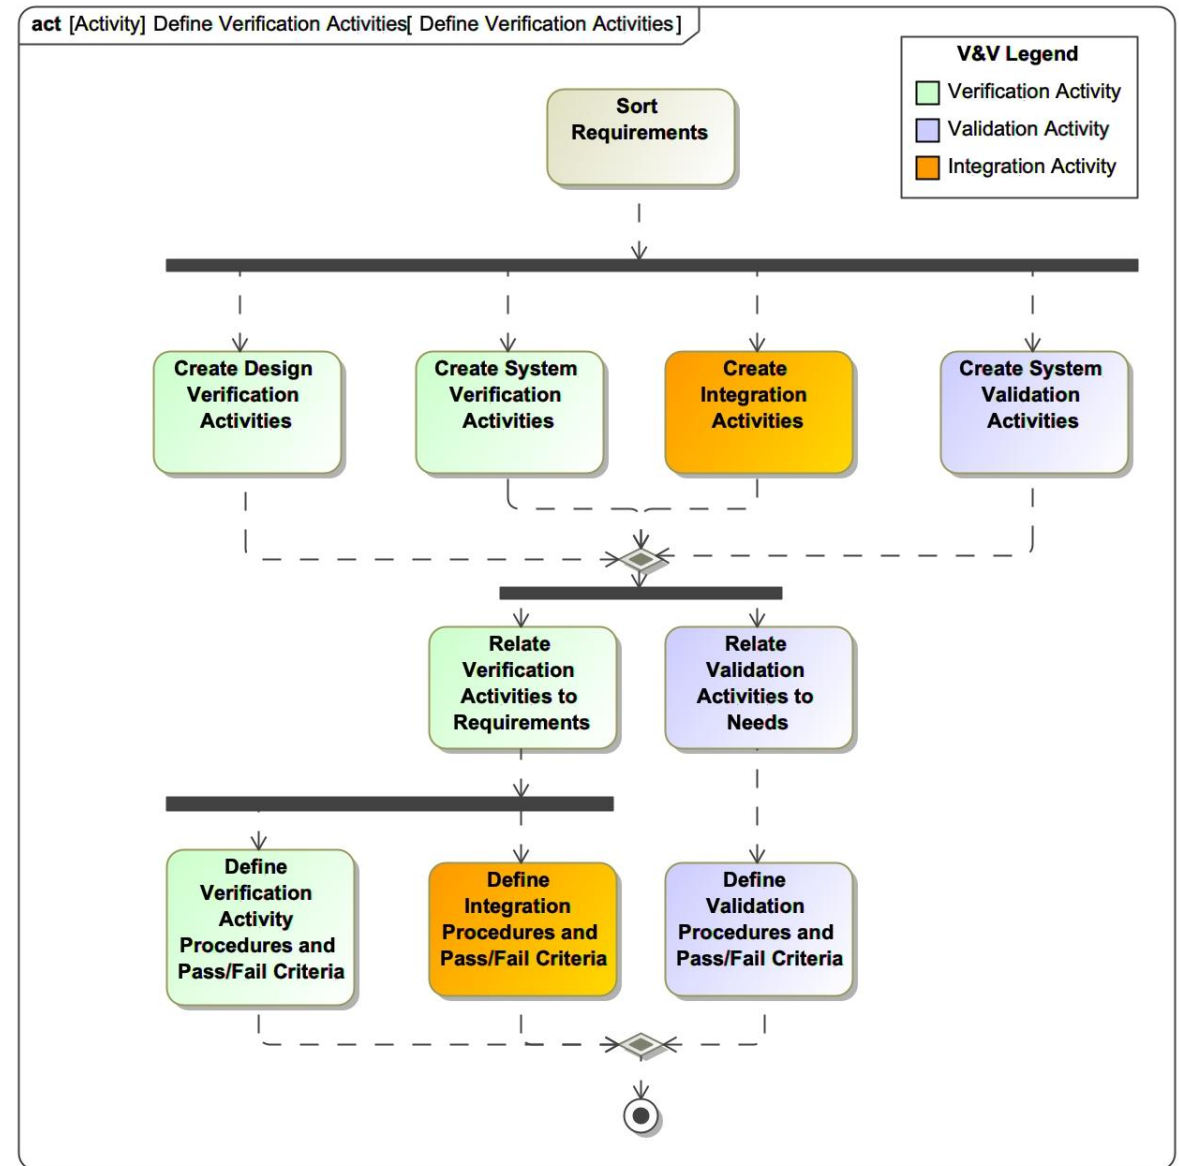 act [Activity] Define Verification Activities[ Define Verification Activities]
V&V Legend
Verification Activity
Validation Activity
Integration Activity
Sort
Requirements
Create Design
Verification
Activities
Create System
Verification
Activities
Create
Integration
Activities
Create System
Validation
Activities
Relate
Verification
Activities to
Requirements
Relate
Validation
Activities to
Needs
Define
Verification
Activity
Procedures and
Pass/Fail Criteria
Define
Integration
Procedures and
Pass/Fail Criteria
Define
Validation
Procedures and
Pass/Fail Criteria